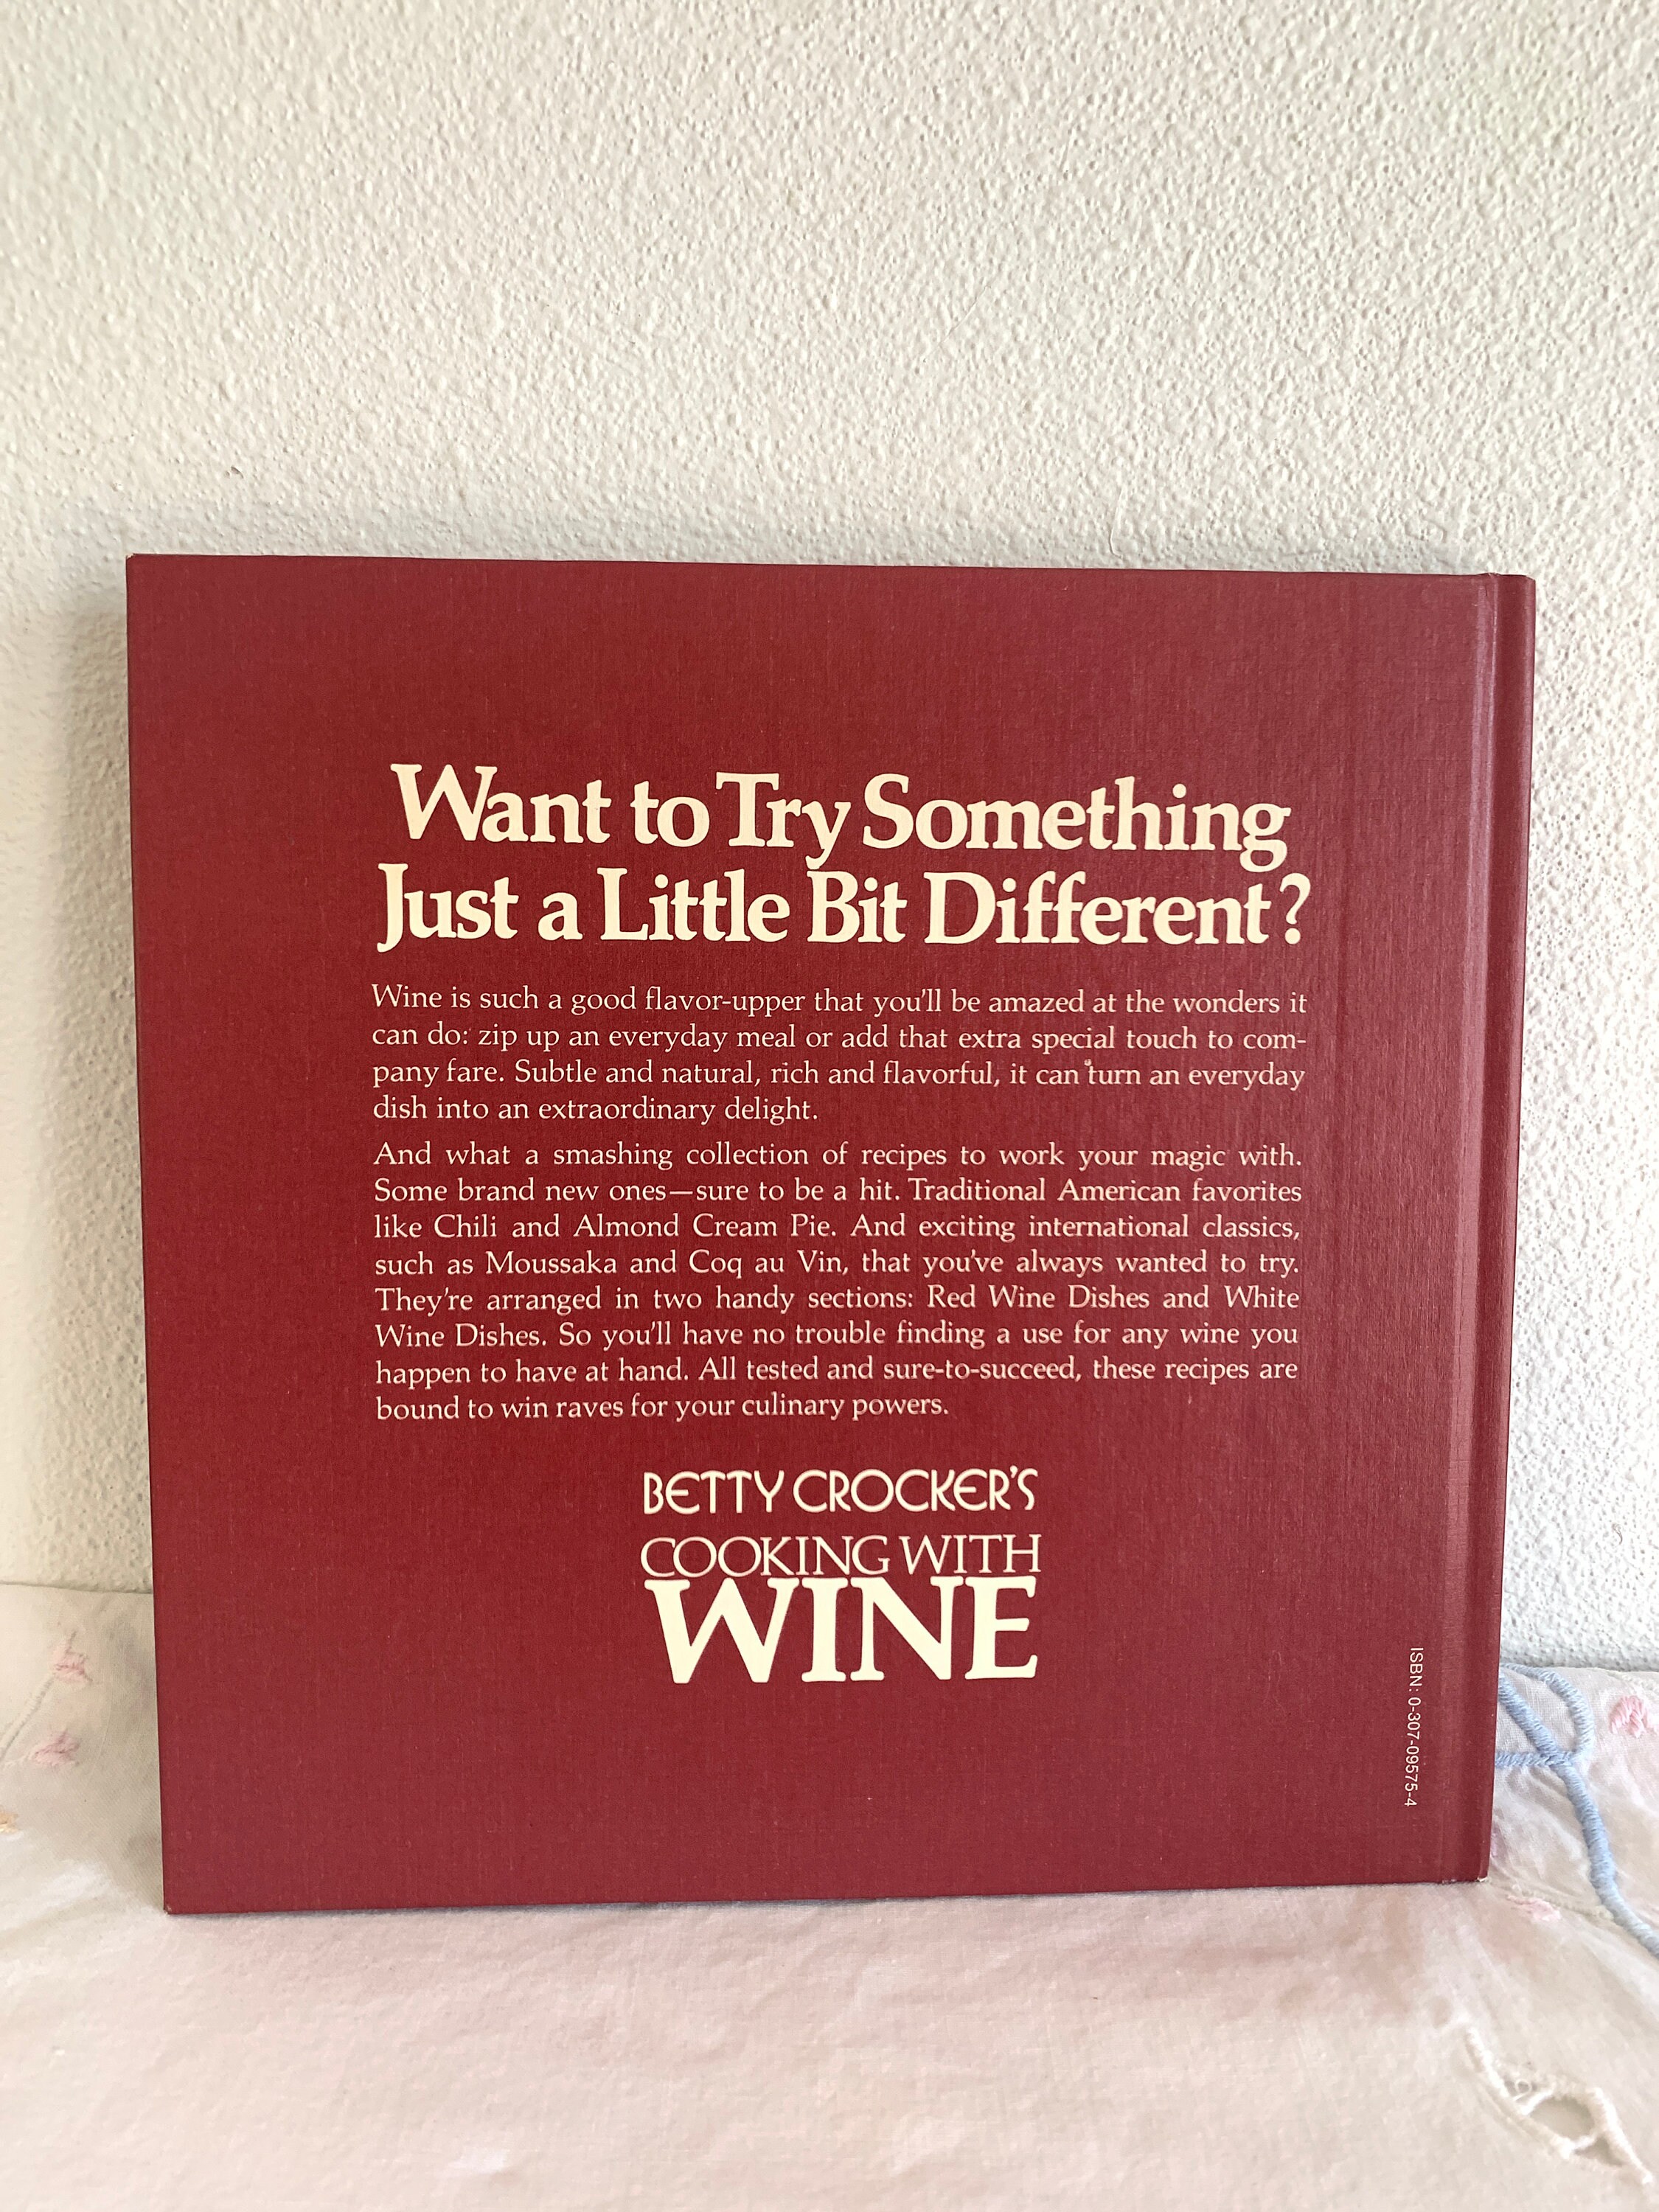 Want to Try Something
Just a Little Bit Different?
Wine is such a good flavor-upper that you'll be amazed at the wonders it
can do: zip up an everyday meal or add that extra special touch to com-
pany fare. Subtle and natural, rich and flavorful, it can turn an everyday
dish into an extraordinary delight.
And what a smashing collection of recipes to work your magic with.
Some brand new ones—sure to be a hit. Traditional American favorites
like Chili and Almond Cream Pie. And exciting international classics,
such as Moussaka and Coq au Vin, that you've always wanted to try.
They're arranged in two handy sections: Red Wine Dishes and White
Wine Dishes. So you'll have no trouble finding a use for any wine you
happen to have at hand. All tested and sure-to-succeed, these recipes are
bound to win raves for your culinary powers.
BETTY CROCKER'S
COOKING WITH
WINE
ISBN: 0-307-09575-4